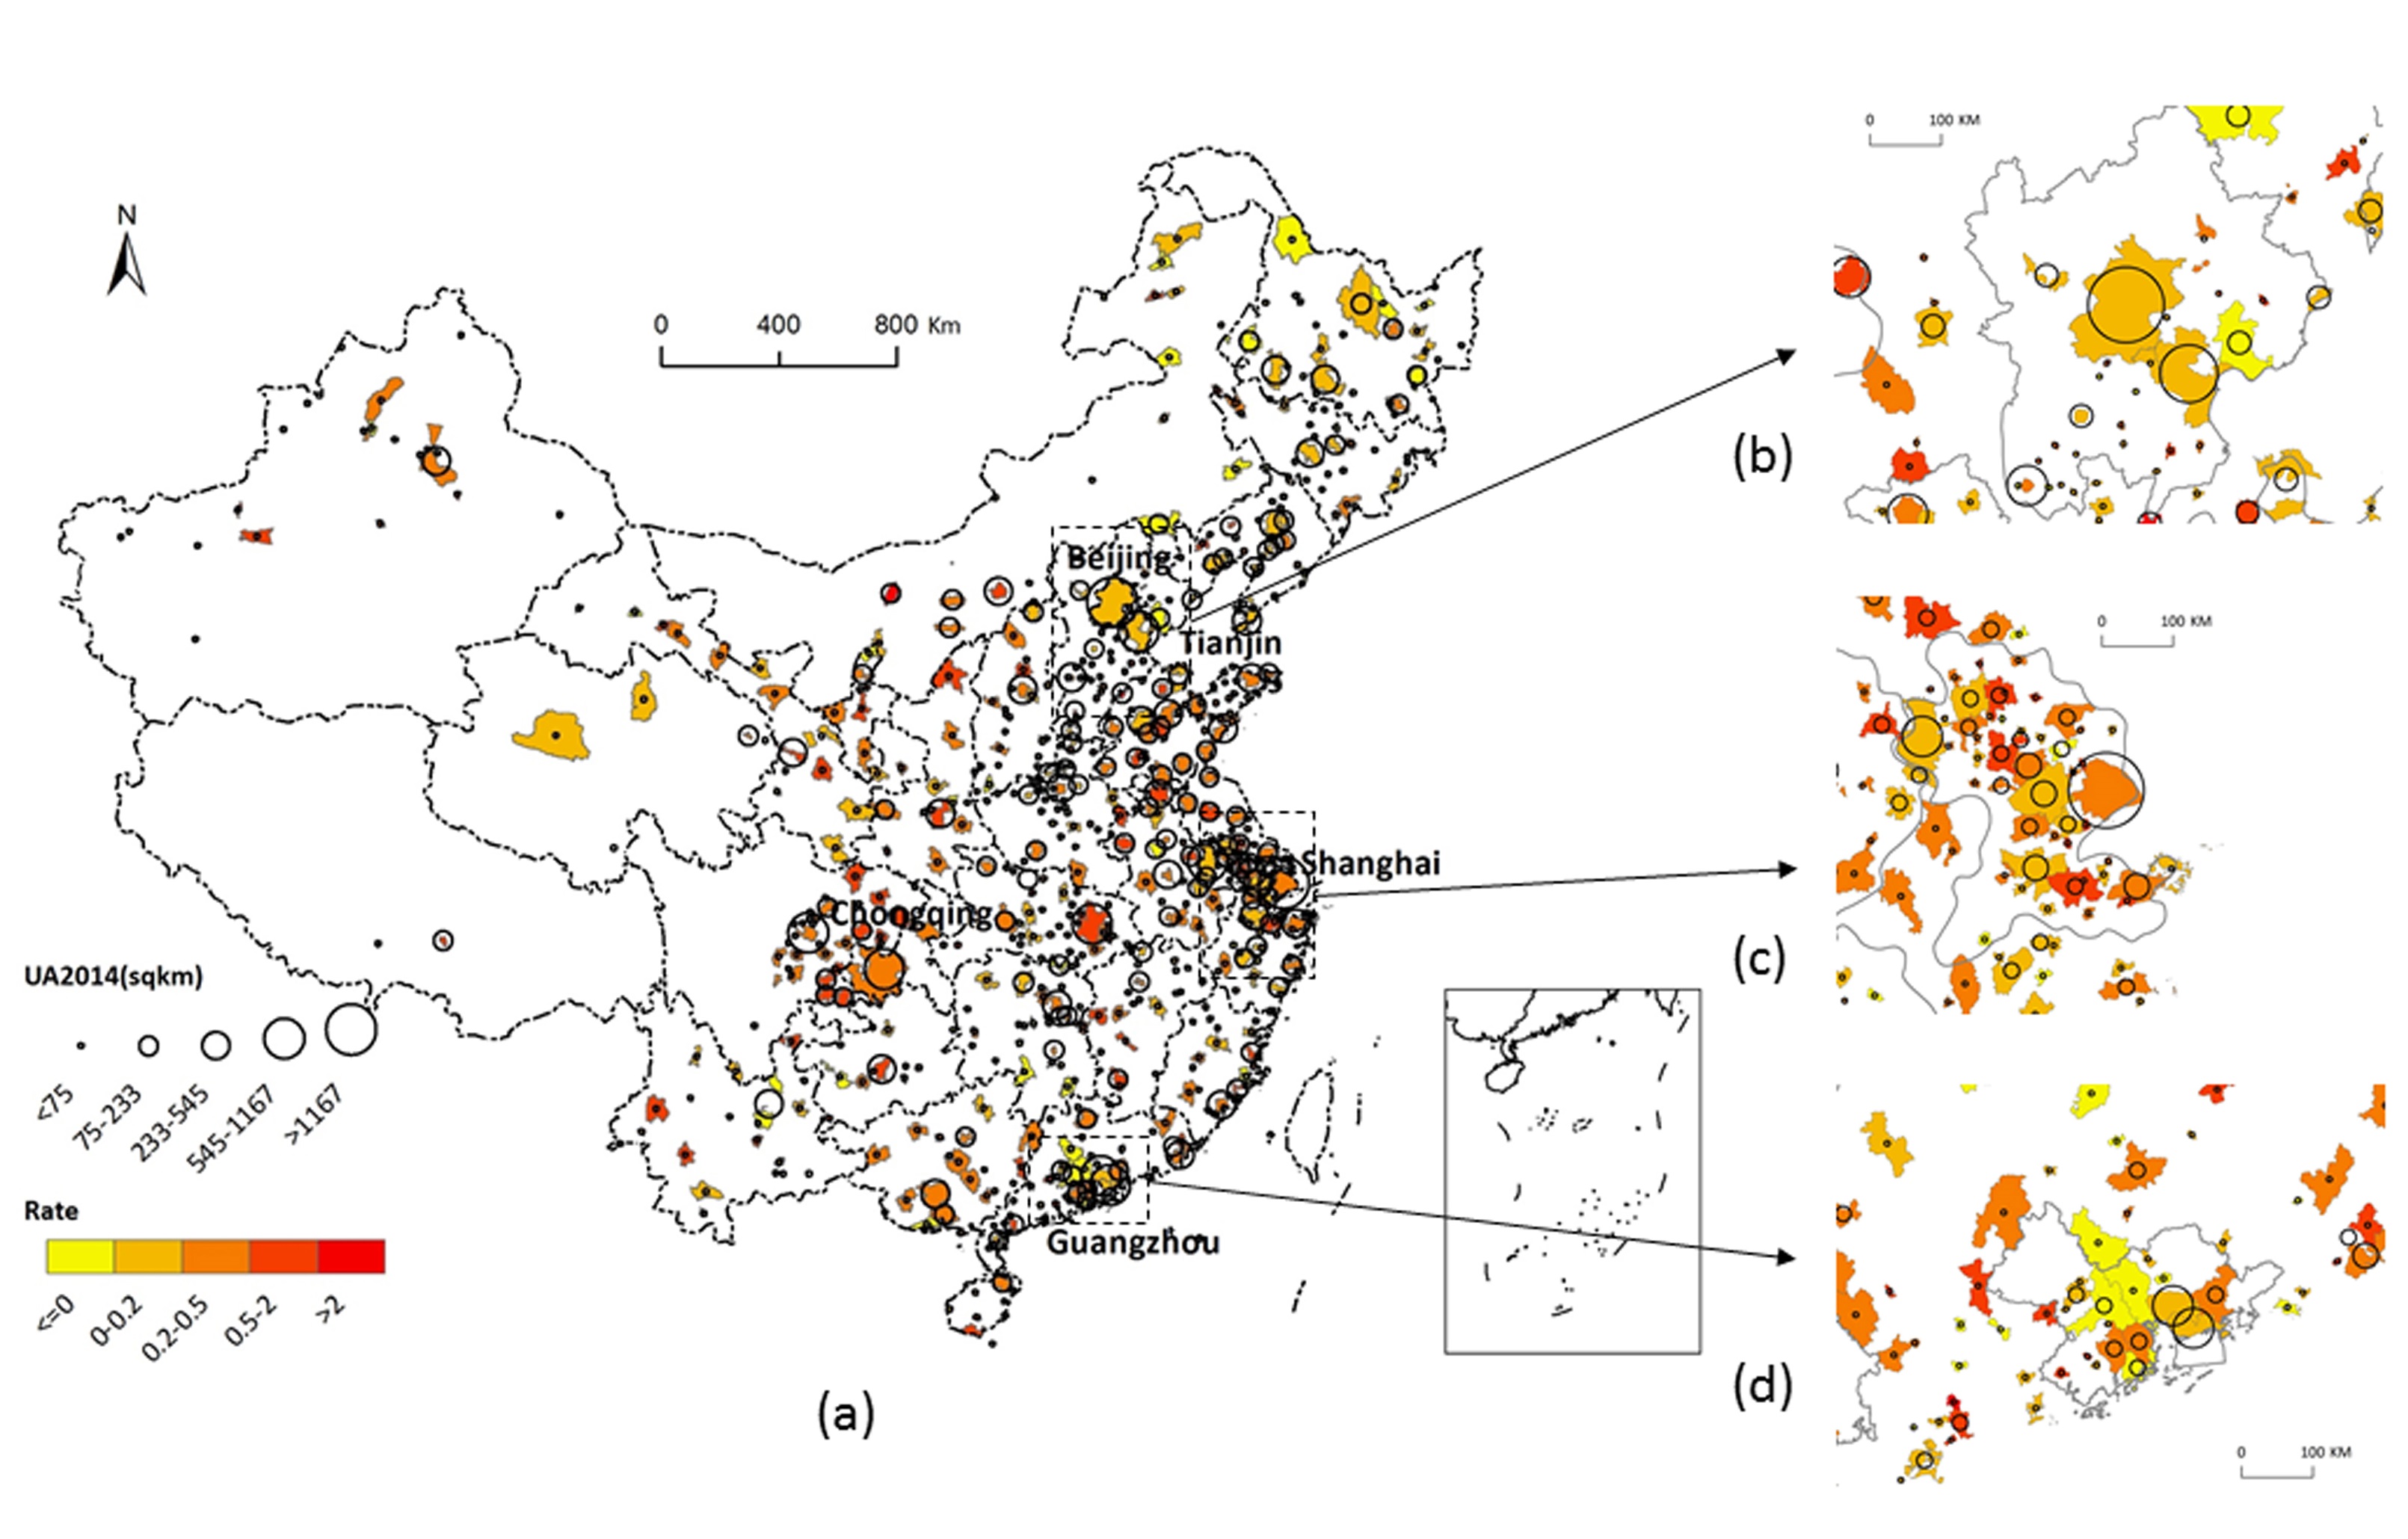 N
0 400 800 Km
Beijing
Tianjin
Shanghai
Chongqing
Guangzhou
UA2014(sqkm)
<75
75-233
233-545
545-1167
>1167
Rate
<=0
0-0.2
0.2-0.5
0.5-2
>2
(a)
0 100 KM
(b)
0 100 KM
(c)
(d)
0 100 KM